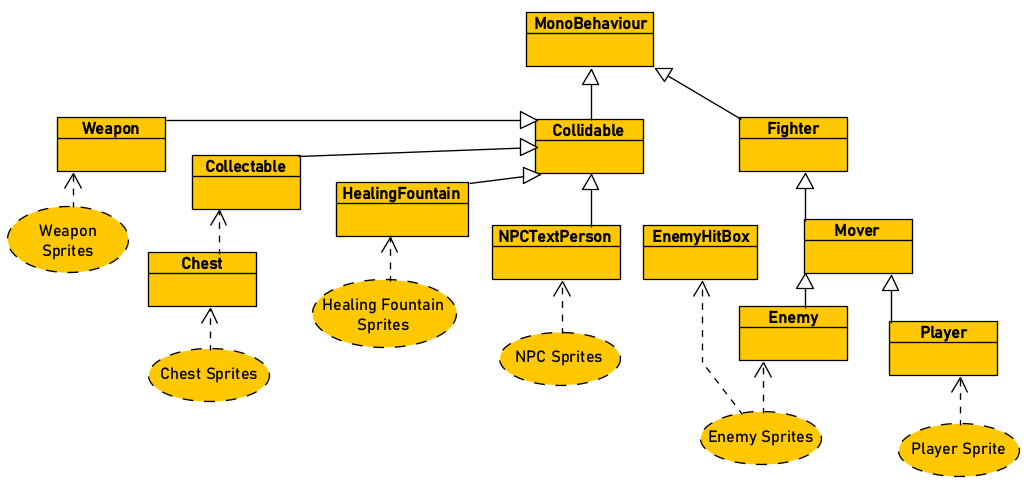 MonoBehaviour
Weapon
Collidable
Fighter
Collectable
HealingFountain
NPCTextPerson
EnemyHitBox
Mover
Weapon
Sprites
Chest
Healing Fountain
Sprites
Enemy
Player
Chest Sprites
NPC Sprites
Enemy Sprites
Player Sprite